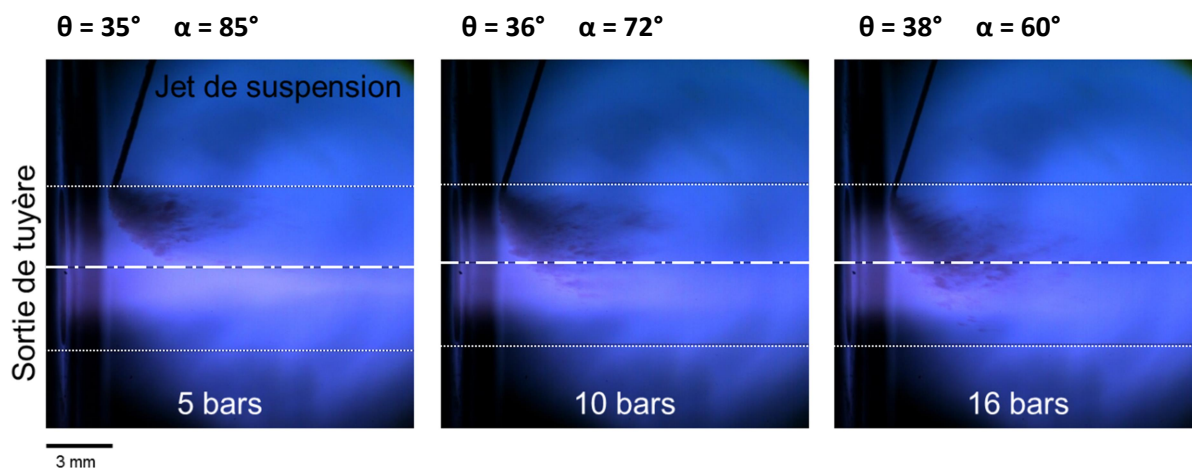 θ = 35° α = 85°
θ = 36° α = 72°
θ = 38° α = 60°
Jet de suspension
Sortie de tuyère
5 bars
10 bars
16 bars
3 mm